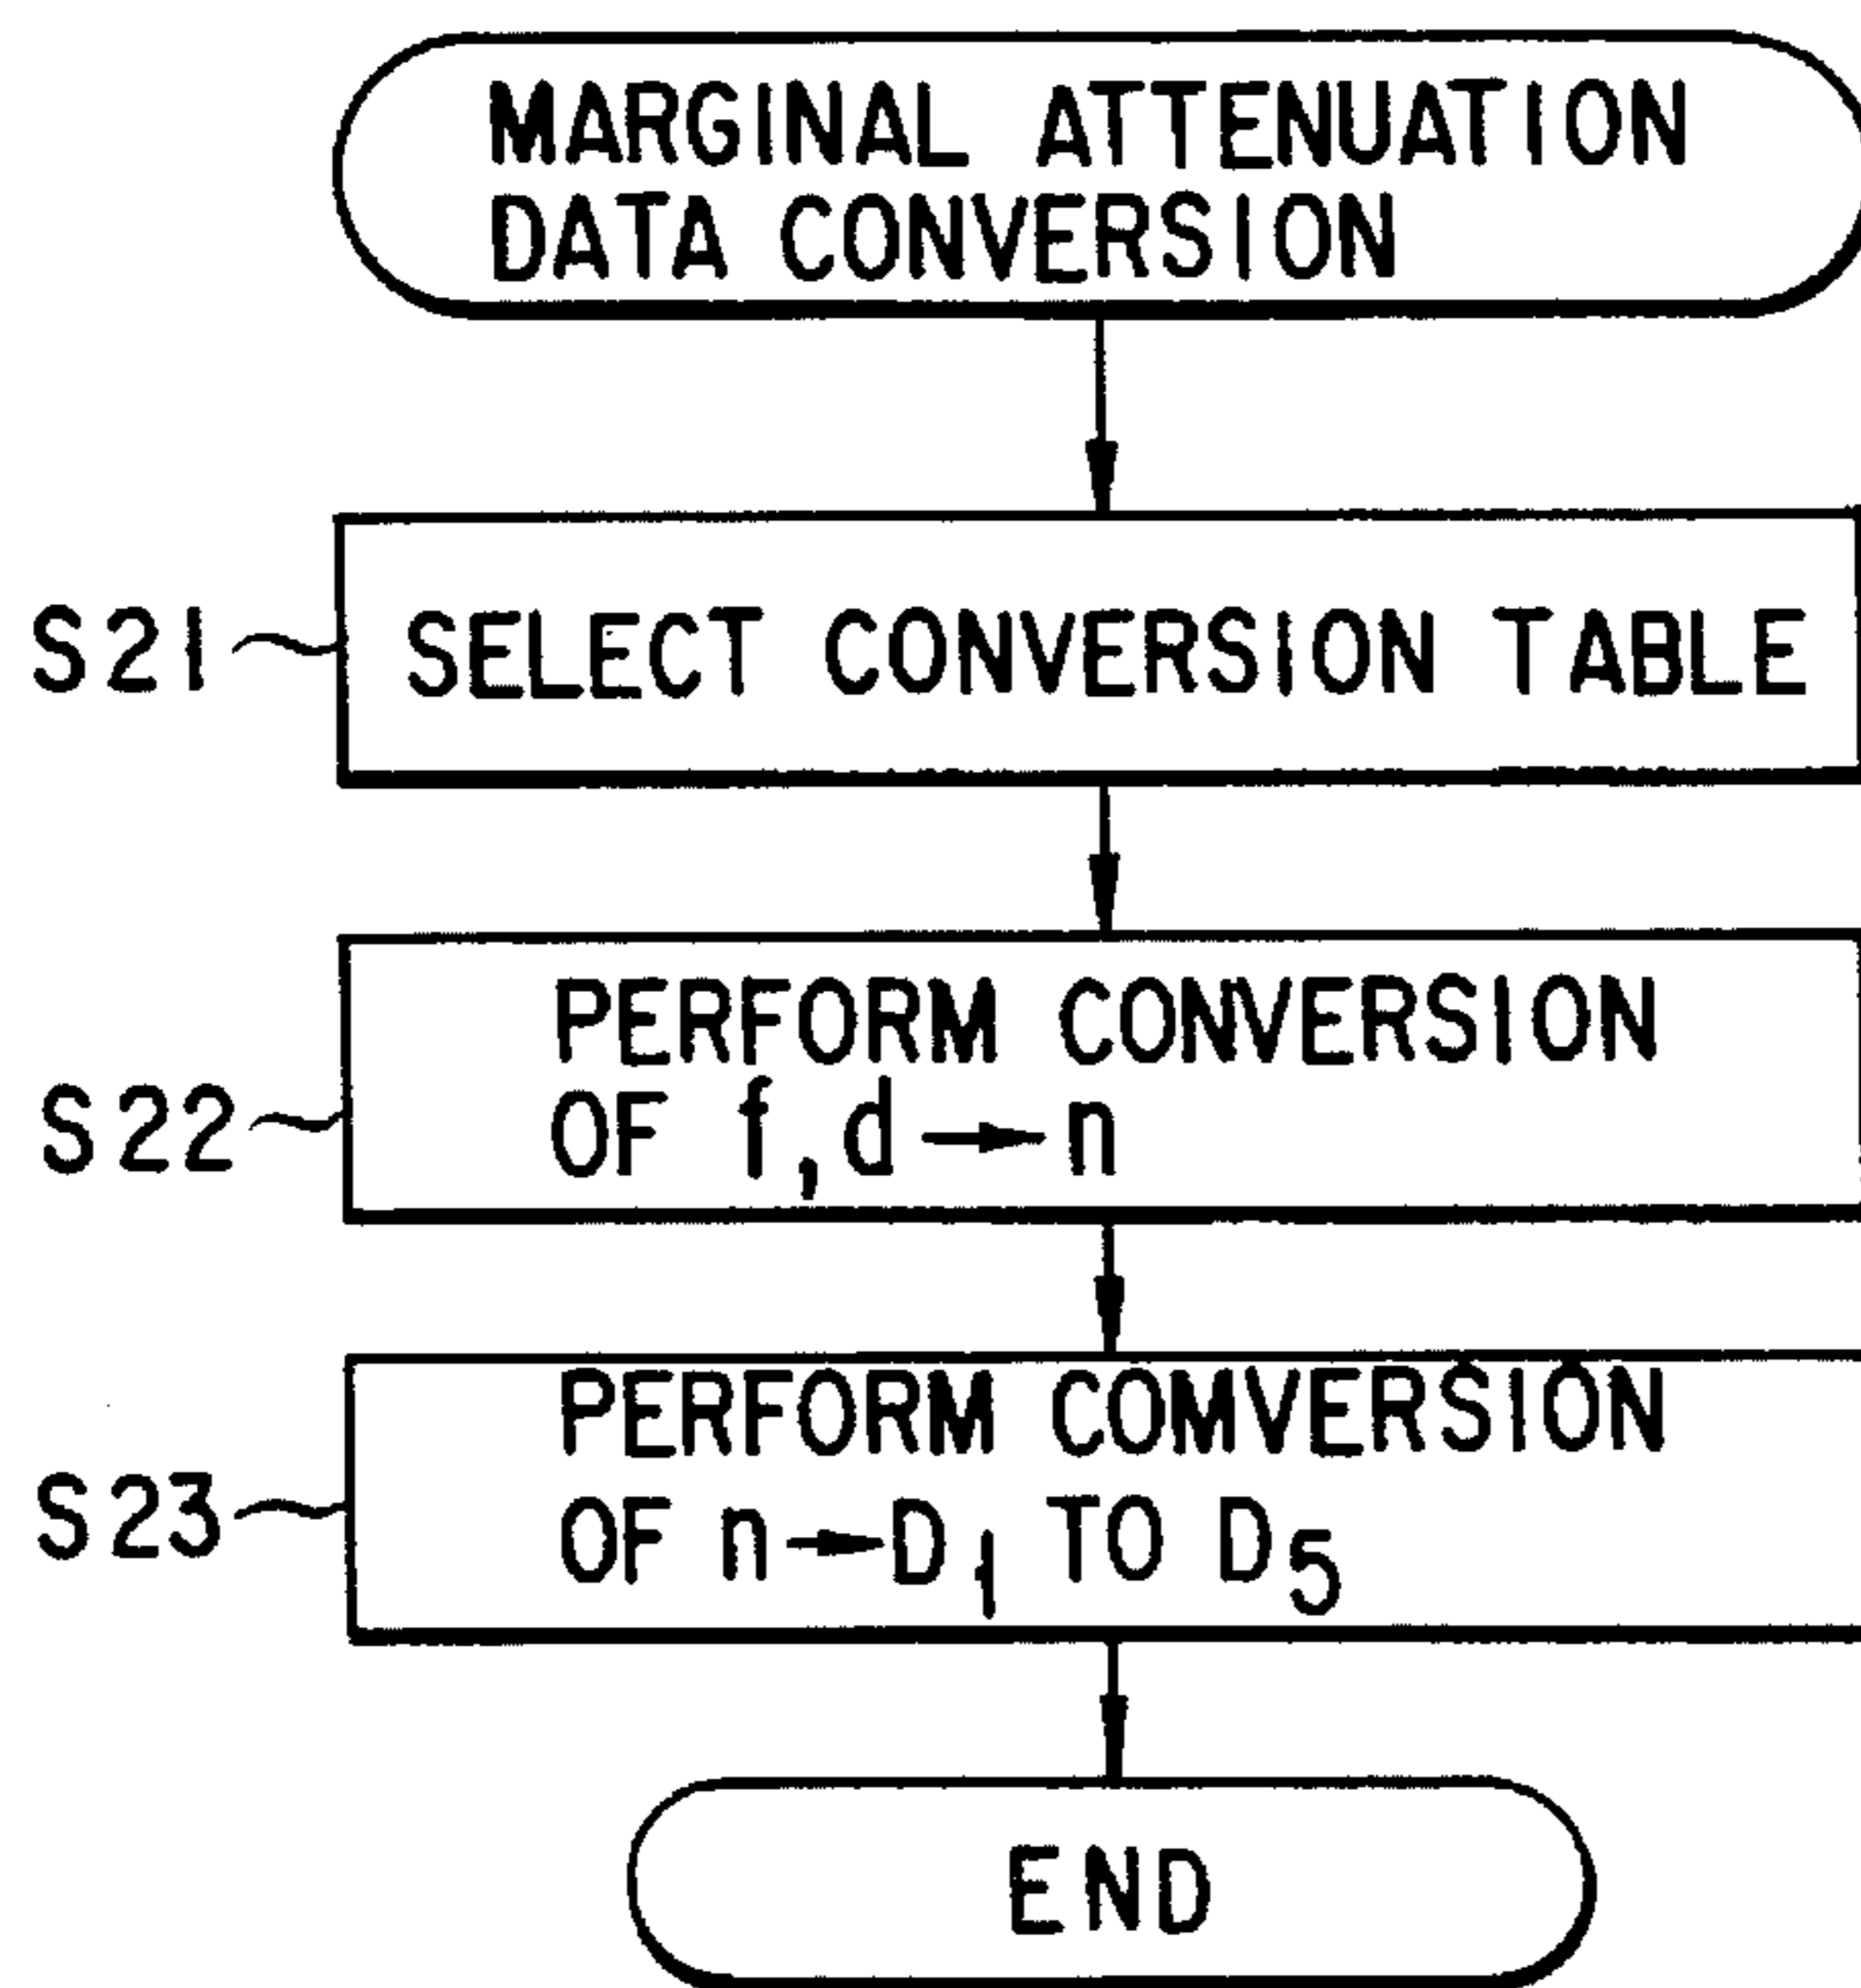 MARGINAL ATTENUATION
DATA CONVERSION
S21
SELECT CONVERSION TABLE
PERFORM CONVERSION
S22
OF f,d→n
PERFORM COMVERSION
S23
OF n→D₁ TO D₅
END